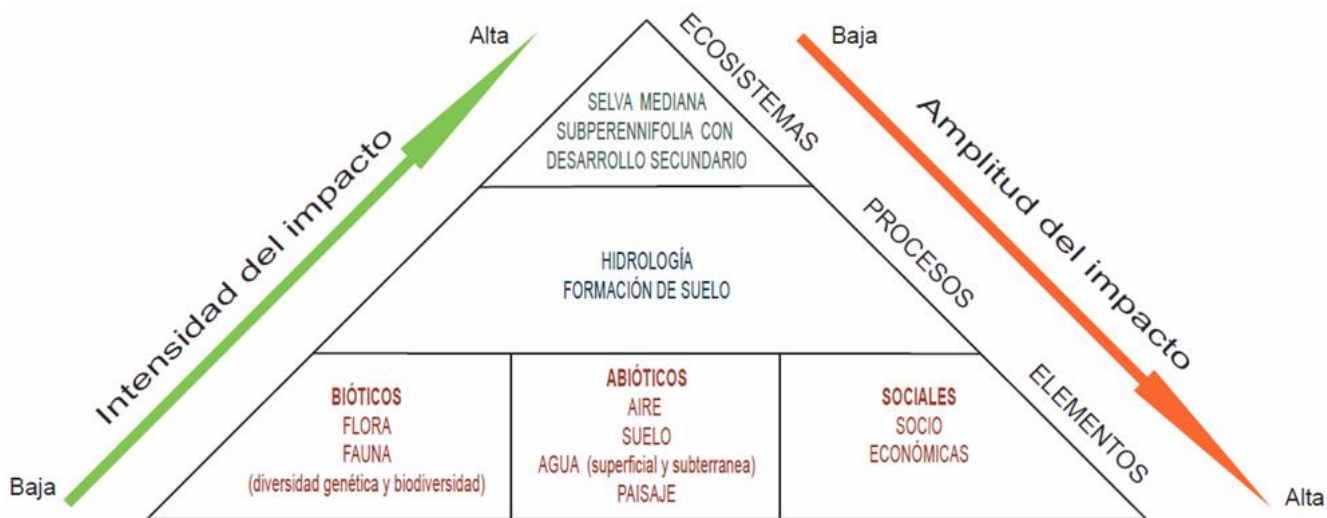 Alta
Intensidad del impacto
Baja
SELVA MEDIANA
SUBPERENNIFOLIA CON
DESARROLLO SECUNDARIO
HIDROLOGÍA
FORMACIÓN DE SUELO
BIÓTICOS
FLORA
FAUNA
(diversidad genética y biodiversidad)
ABIÓTICOS
AIRE
SUELO
AGUA (superficial y subterranea)
PAISAJE
SOCIALES
SOCIO
ECONÓMICAS
ECOSISTEMAS
PROCESOS
ELEMENTOS
Baja
Amplitud del impacto
Alta